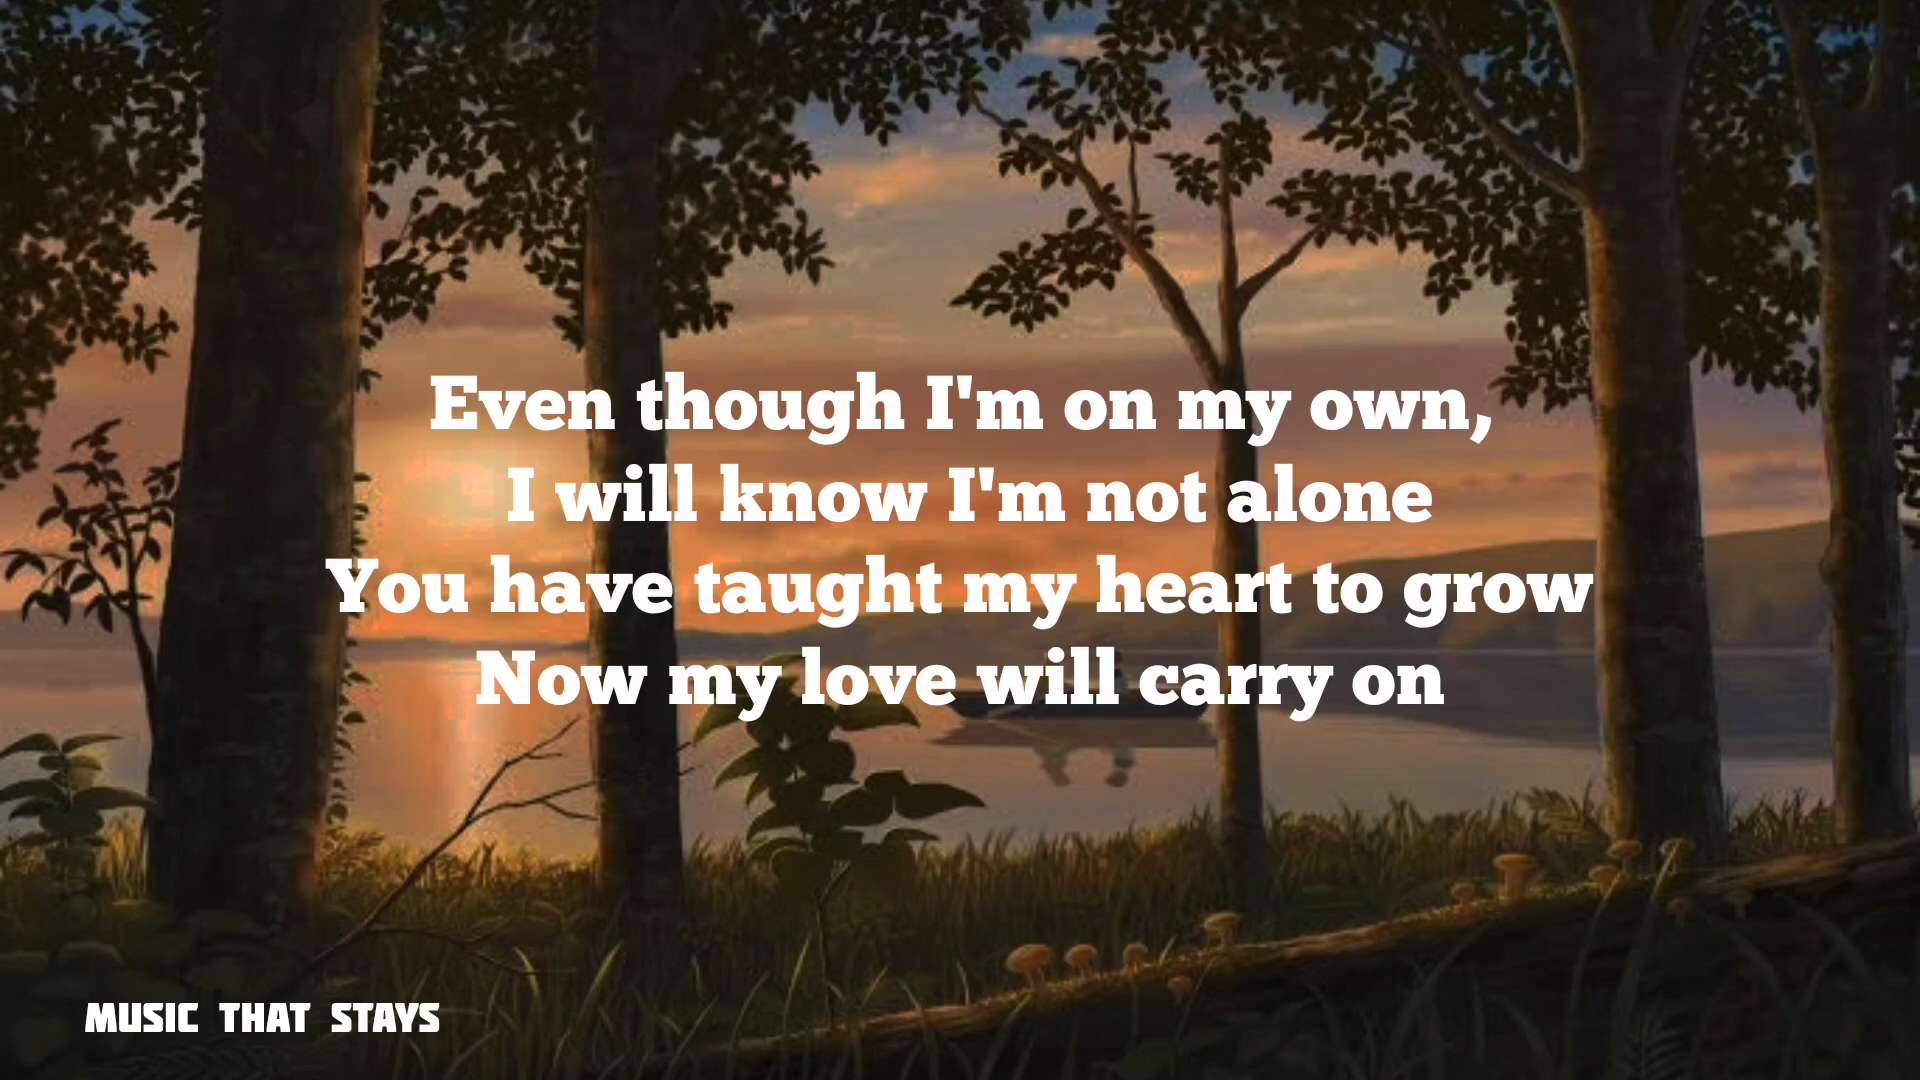 Even though I'm on my own,
I will know I'm not alone
You have taught my heart to grow
Now my love will carry on
MUSIC THAT STAYS